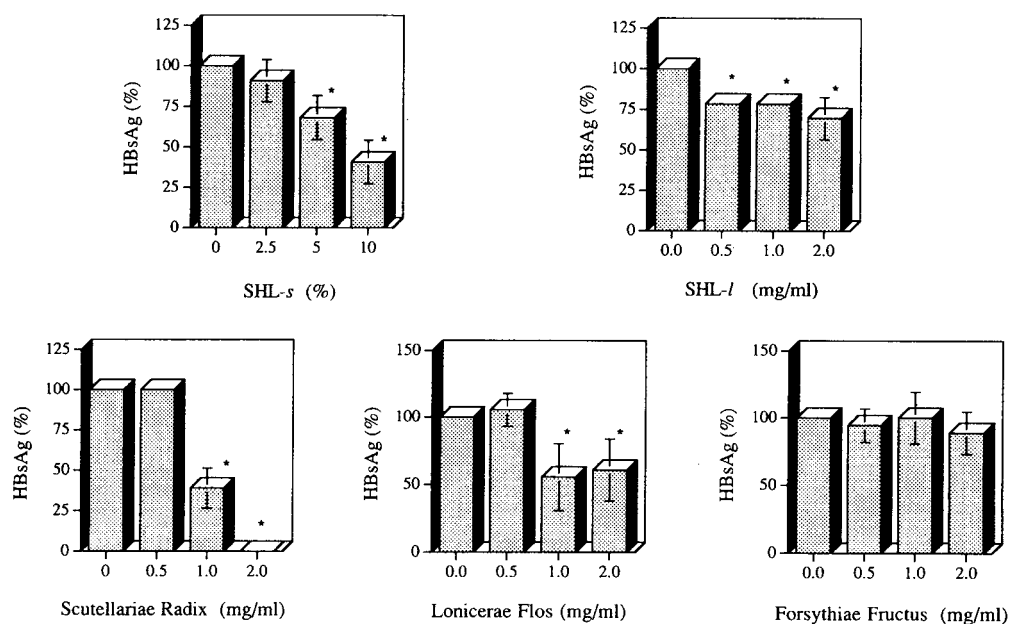 125
100
75
50
25
0
HBsAg (%)
*
*
0 2.5 5 10
SHL-s (%)
125
100
75
50
25
0
HBsAg (%)
* * *
0.0 0.5 1.0 2.0
SHL-l (mg/ml)
125
100
50
25
0
HBsAg (%)
*
*
0 0.5 1.0 2.0
Scutellariae Radix (mg/ml)
150
100
50
0
HBsAg (%)
* *
0.0 0.5 1.0 2.0
Lonicerae Flos (mg/ml)
150
100
50
0
HBsAg (%)
0.0 0.5 1.0 2.0
Forsythiae Fructus (mg/ml)